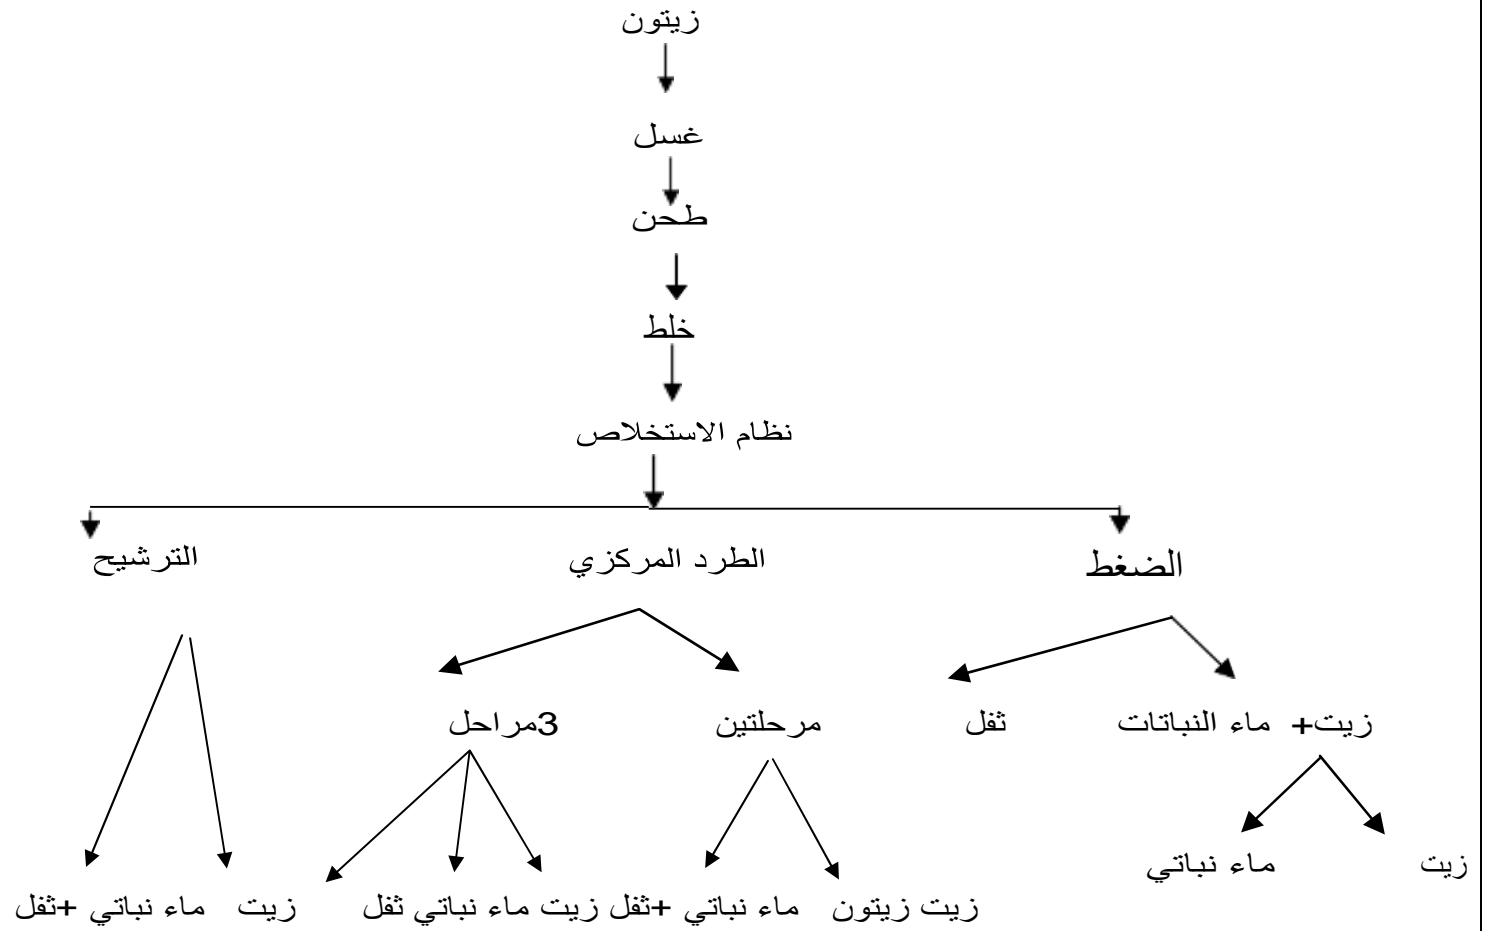 زيتون
غسل
طحن
خلط
نظام الاستخلاص
الضغط الطرد المركزي الترشيح
زيت+ ماء النباتات ثفل مرحلتين 3مراحل
زيت ماء نباتي
زيت زيتون ماء نباتي +ثفل زيت ماء نباتي ثفل زيت ماء نباتي +ثفل